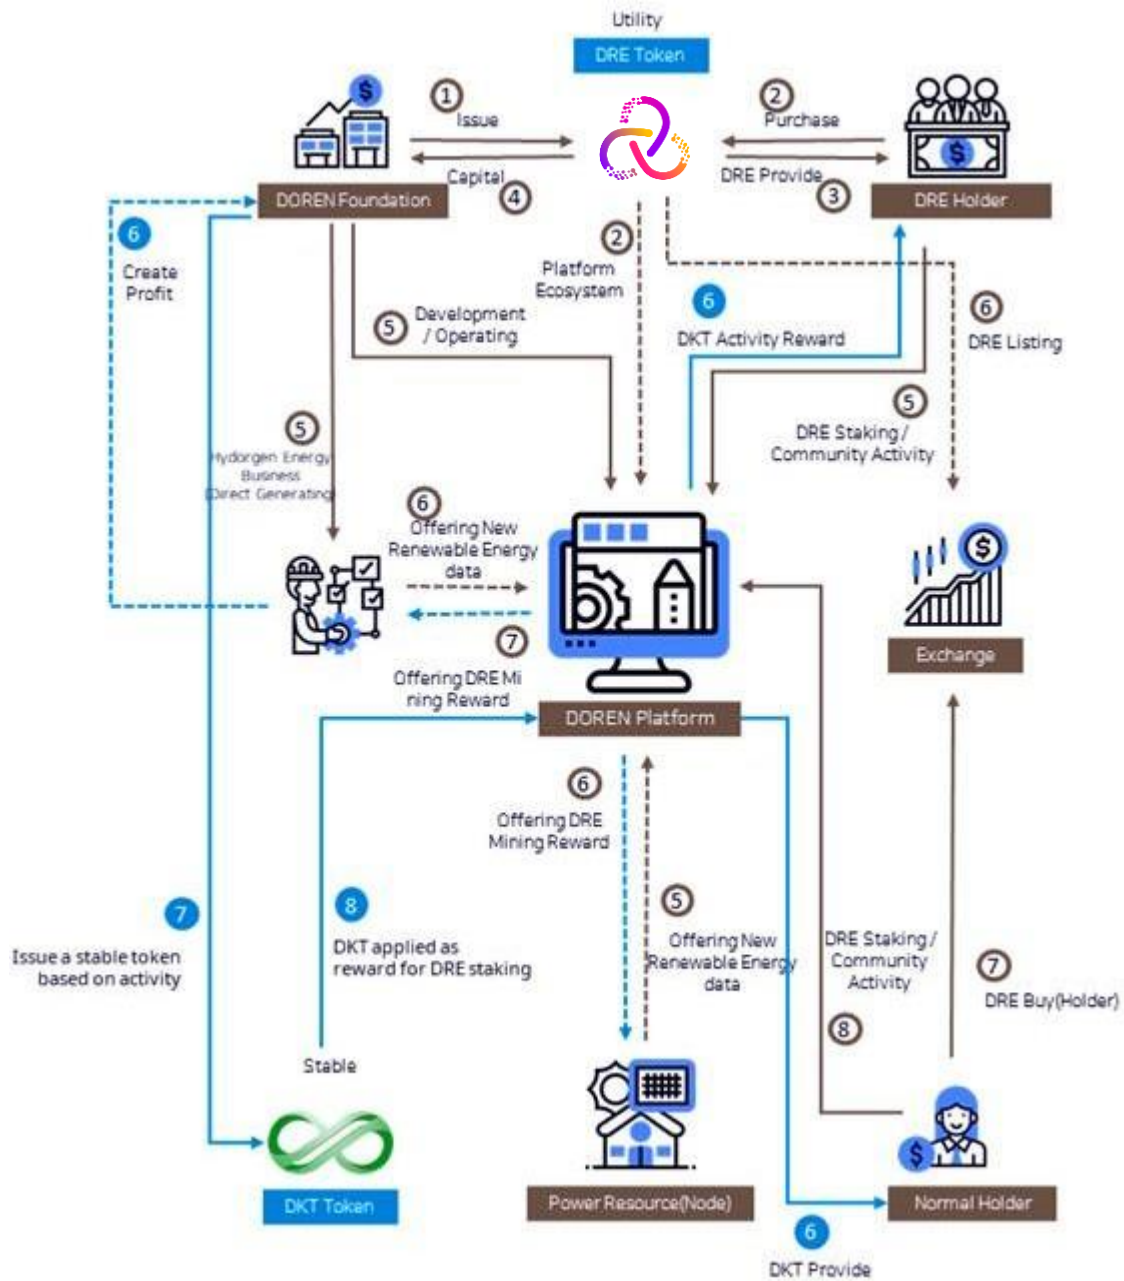 Utility
DRE Token
$
1
Issue
2
Purchase
$
Capital
4
DRE Provide
3
DOREN Foundation
DRE Holder
6
Create
Profit
2
Platform
Ecosystem
6
DKT Activity Reward
6
DRE Listing
5
Development
/ Operating
5
Hydorgen Energy
Business
(Direct Generating)
5
DRE Staking /
Community Activity
6
Offering New
Renewable Energy
data
$
7
Offering DRE Mi
ning Reward
Exchange
DOREN Platform
6
Offering DRE
Mining Reward
7
Issue a stable token
based on activity
8
DKT applied as
reward for DRE staking
5
Offering New
Renewable Energy
data
DRE Staking /
Community
Activity
8
7
DRE Buy(Holder)
Stable
$
DKT Token
Power Resource(Node)
Normal Holder
6
DKT Provide